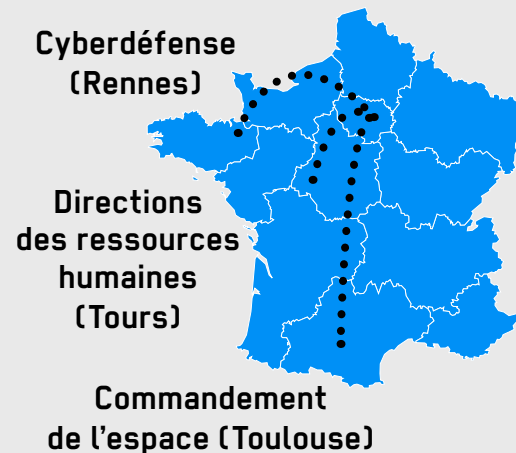 Cyberdéfense
(Rennes)
Directions
des ressources
humaines
(Tours)
Commandement
de l'espace (Toulouse)